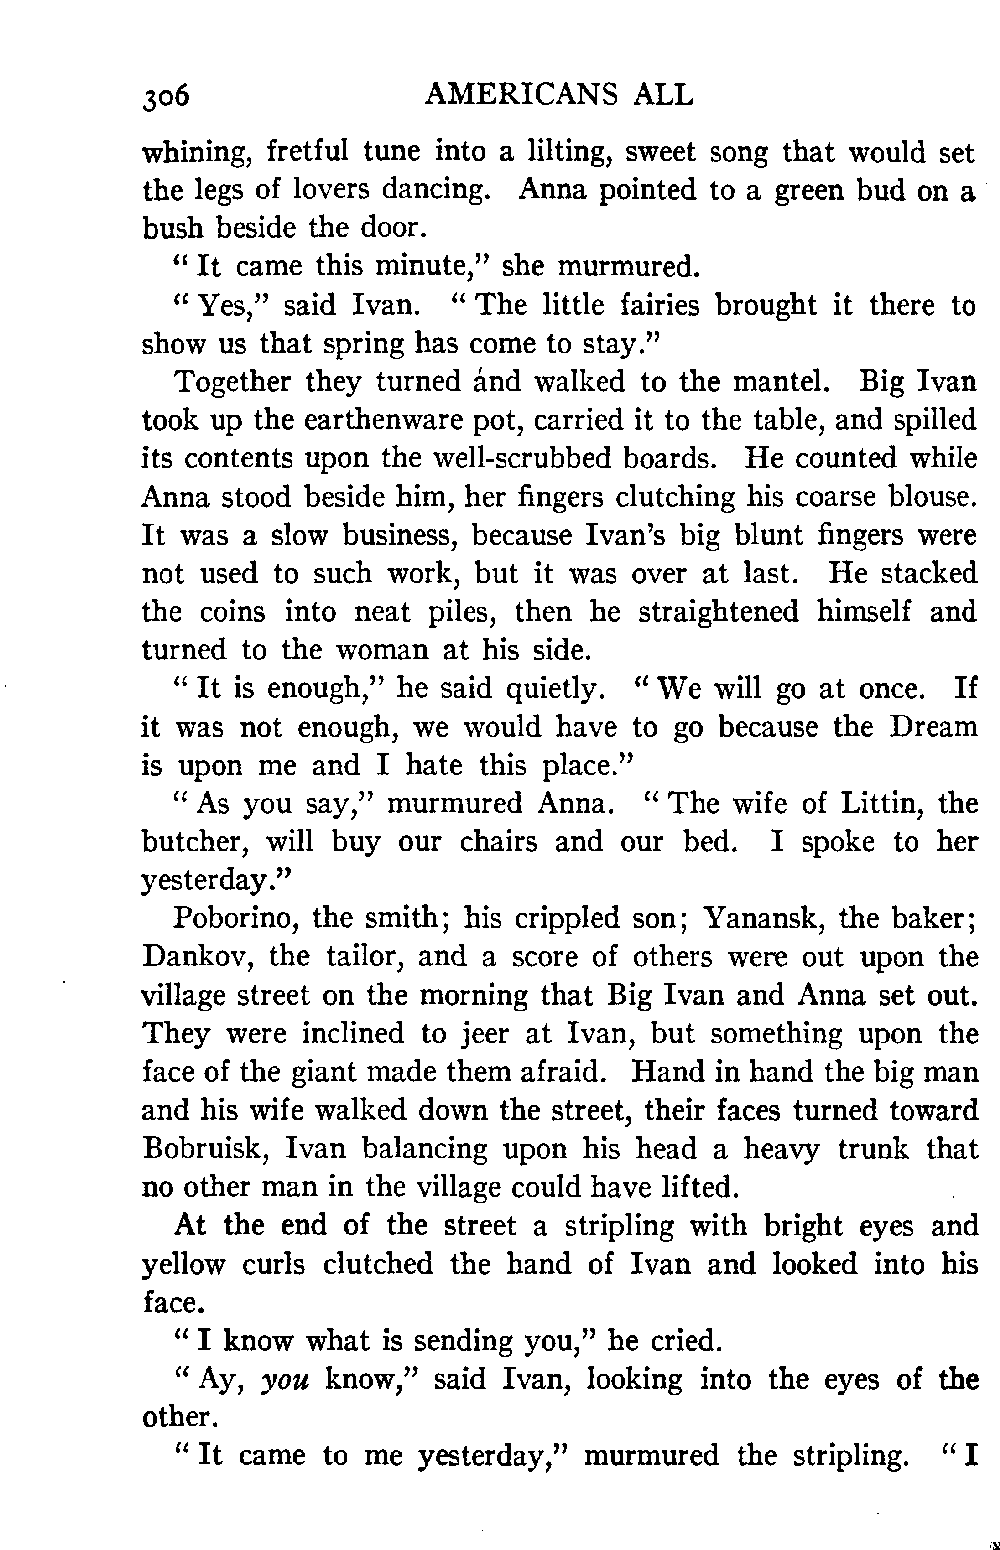 306 AMERICANS ALL
whining, fretful tune into a lilting, sweet song that would set
the legs of lovers dancing. Anna pointed to a green bud on a
bush beside the door.
“ It came this minute,” she murmured.
“ Yes,” said Ivan. “ The little fairies brought it there to
show us that spring has come to stay.”
Together they turned and walked to the mantel. Big Ivan
took up the earthenware pot, carried it to the table, and spilled
its contents upon the well-scrubbed boards. He counted while
Anna stood beside him, her fingers clutching his coarse blouse.
It was a slow business, because Ivan’s big blunt fingers were
not used to such work, but it was over at last. He stacked
the coins into neat piles, then he straightened himself and
turned to the woman at his side.
“ It is enough,” he said quietly. “ We will go at once. If
it was not enough, we would have to go because the Dream
is upon me and I hate this place.”
“ As you say,” murmured Anna. “ The wife of Littin, the
butcher, will buy our chairs and our bed. I spoke to her
yesterday.”
Poborino, the smith; his crippled son; Yanansk, the baker;
Dankov, the tailor, and a score of others were out upon the
village street on the morning that Big Ivan and Anna set out.
They were inclined to jeer at Ivan, but something upon the
face of the giant made them afraid. Hand in hand the big man
and his wife walked down the street, their faces turned toward
Bobruisk, Ivan balancing upon his head a heavy trunk that
no other man in the village could have lifted.
At the end of the street a stripling with bright eyes and
yellow curls clutched the hand of Ivan and looked into his
face.
“ I know what is sending you,” he cried.
“ Ay, you know,” said Ivan, looking into the eyes of the
other.
“ It came to me yesterday,” murmured the stripling. “ I